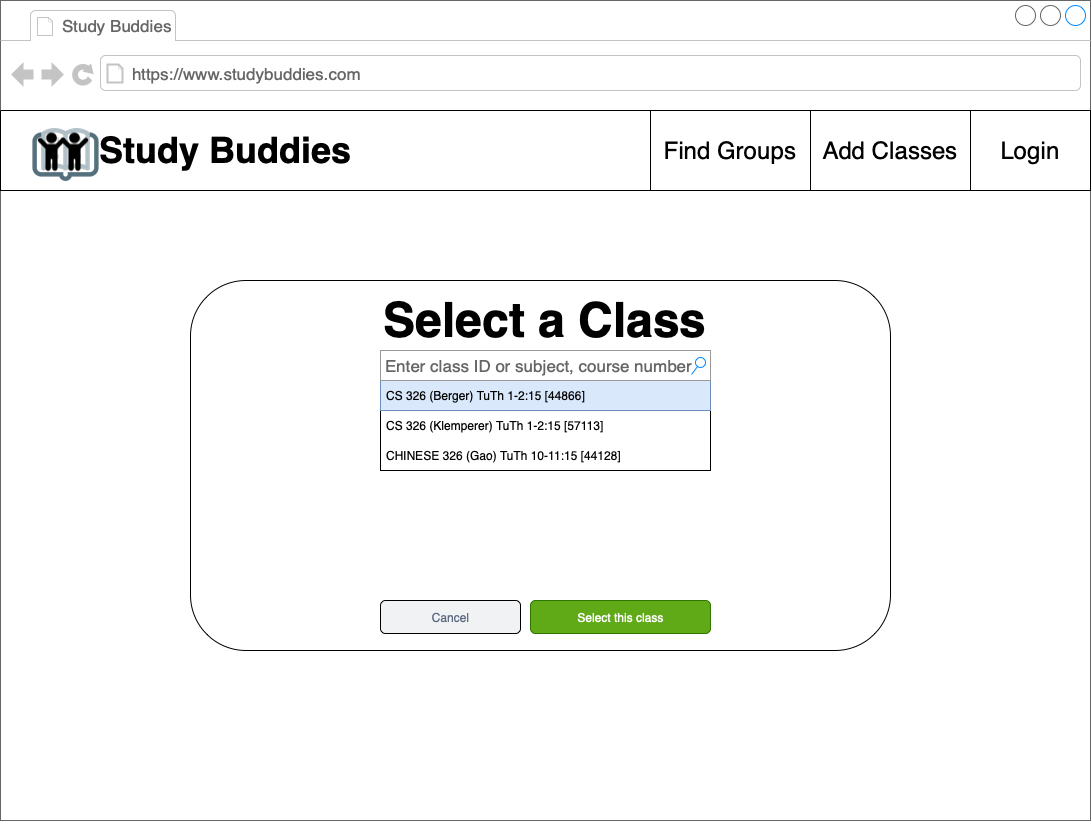 Study Buddies
https://www.studybuddies.com
Study Buddies
Find Groups
Add Classes
Login
Select a Class
Enter class ID or subject, course number
CS 326 (Berger) TuTh 1-2:15 [44866]
CS 326 (Klemperer) TuTh 1-2:15 [57113]
CHINESE 326 (Gao) TuTh 10-11:15 [44128]
Cancel
Select this class